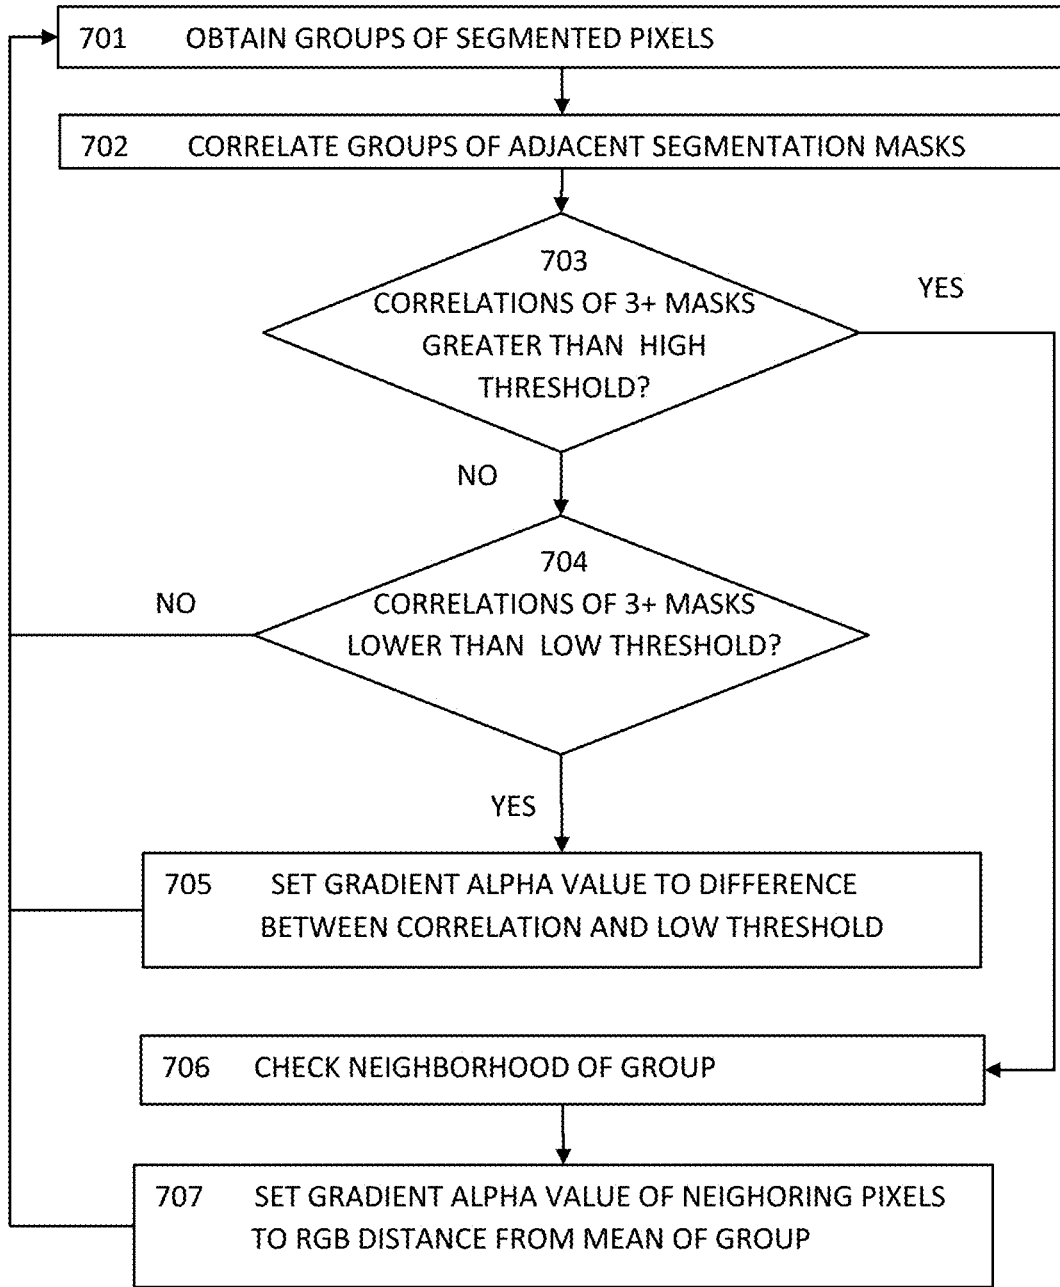 701 OBTAIN GROUPS OF SEGMENTED PIXELS
702 CORRELATE GROUPS OF ADJACENT SEGMENTATION MASKS
703
CORRELATIONS OF 3+ MASKS
GREATER THAN HIGH
THRESHOLD?
YES
NO
704
CORRELATIONS OF 3+ MASKS
LOWER THAN LOW THRESHOLD?
NO
YES
705 SET GRADIENT ALPHA VALUE TO DIFFERENCE
BETWEEN CORRELATION AND LOW THRESHOLD
706 CHECK NEIGHBORHOOD OF GROUP
707 SET GRADIENT ALPHA VALUE OF NEIGHORING PIXELS
TO RGB DISTANCE FROM MEAN OF GROUP